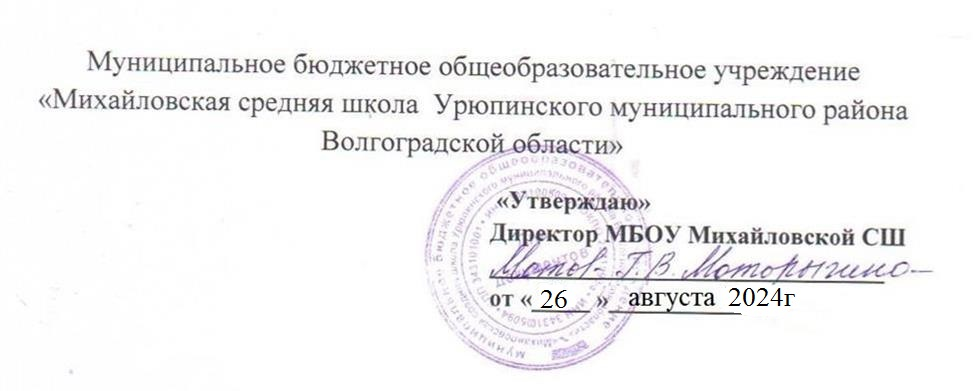 Муниципальное бюджетное общеобразовательное учреждение
«Михайловская средняя школа Урюпинского муниципального района
Волгоградской области»
«Утверждаю»
Директор МБОУ Михайловской СШ
Г.В. Моторыгина
от « 26 » августа 2024г